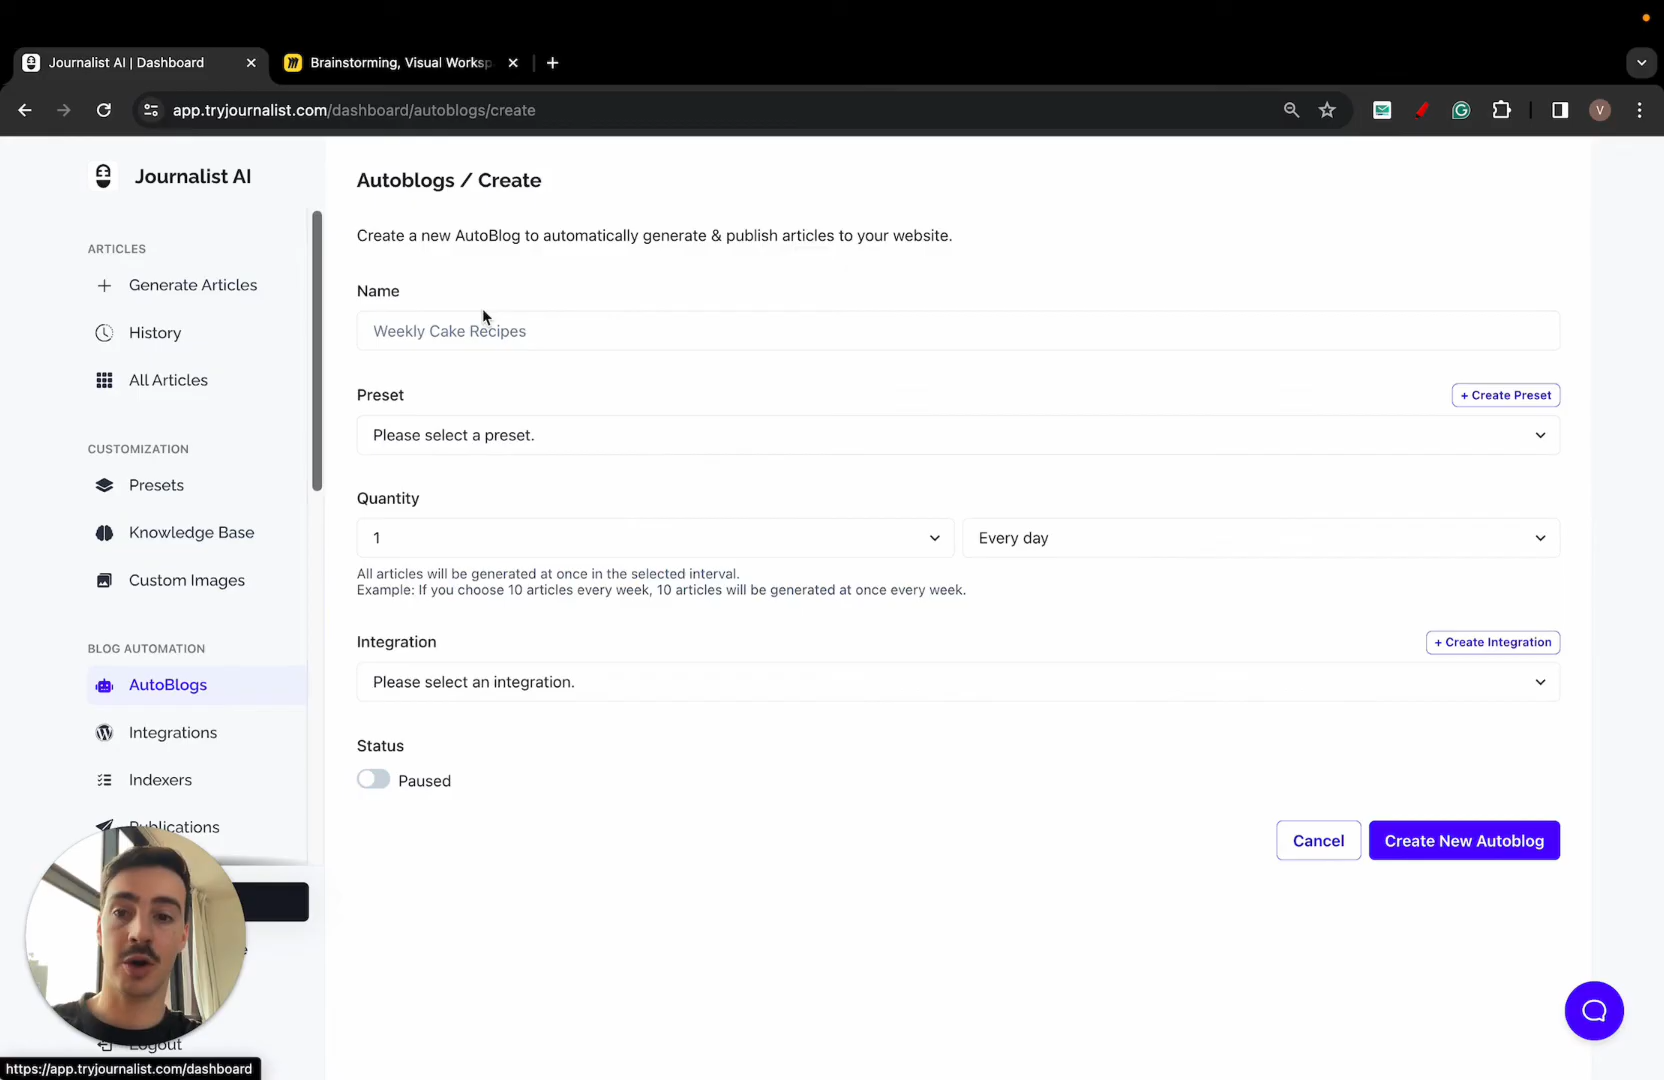 Journalist AI | Dashboard
Brainstorming, Visual Worksp
app.tryjournalist.com/dashboard/autoblogs/create
V
Journalist AI
ARTICLES
Generate Articles
History
All Articles
CUSTOMIZATION
Presets
Knowledge Base
Custom Images
BLOG AUTOMATION
AutoBlogs
Integrations
Indexers
Publications
Logout
https://app.tryjournalist.com/dashboard
Autoblogs / Create
Create a new AutoBlog to automatically generate & publish articles to your website.
Name
Weekly Cake Recipes
Preset
+ Create Preset
Please select a preset.
Quantity
1
Every day
All articles will be generated at once in the selected interval.
Example: If you choose 10 articles every week, 10 articles will be generated at once every week.
Integration
+ Create Integration
Please select an integration.
Status
Paused
Cancel
Create New Autoblog